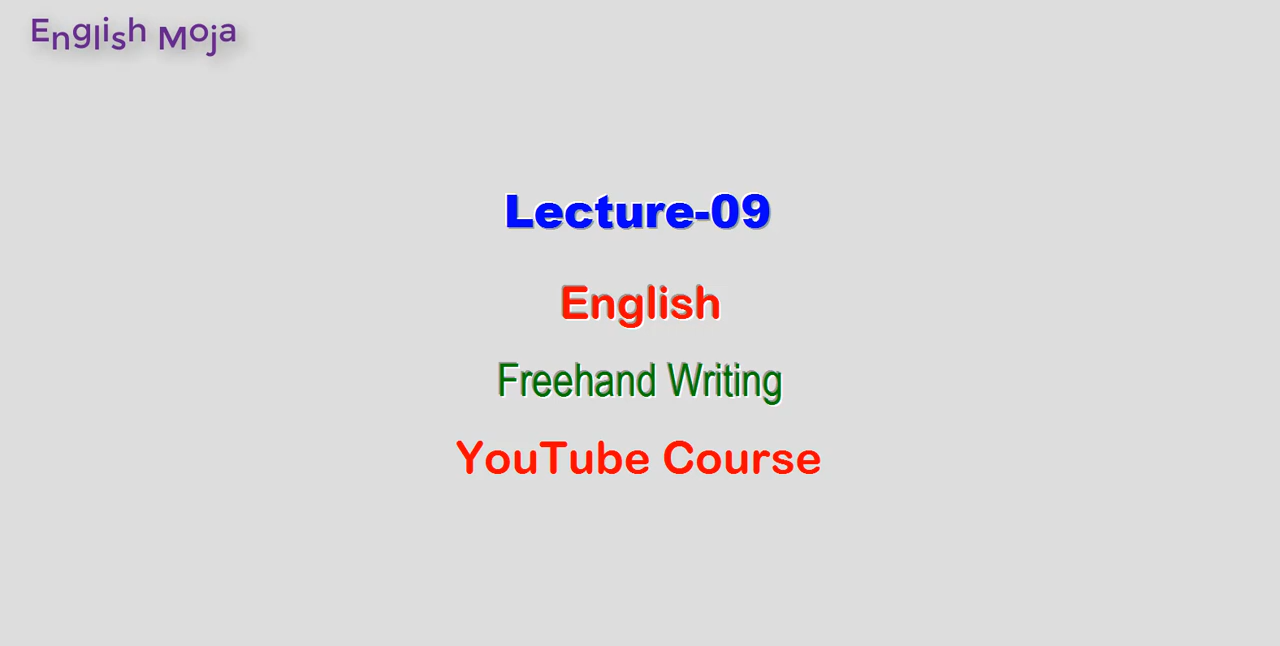 English Moja
Lecture-09
English
Freehand Writing
YouTube Course